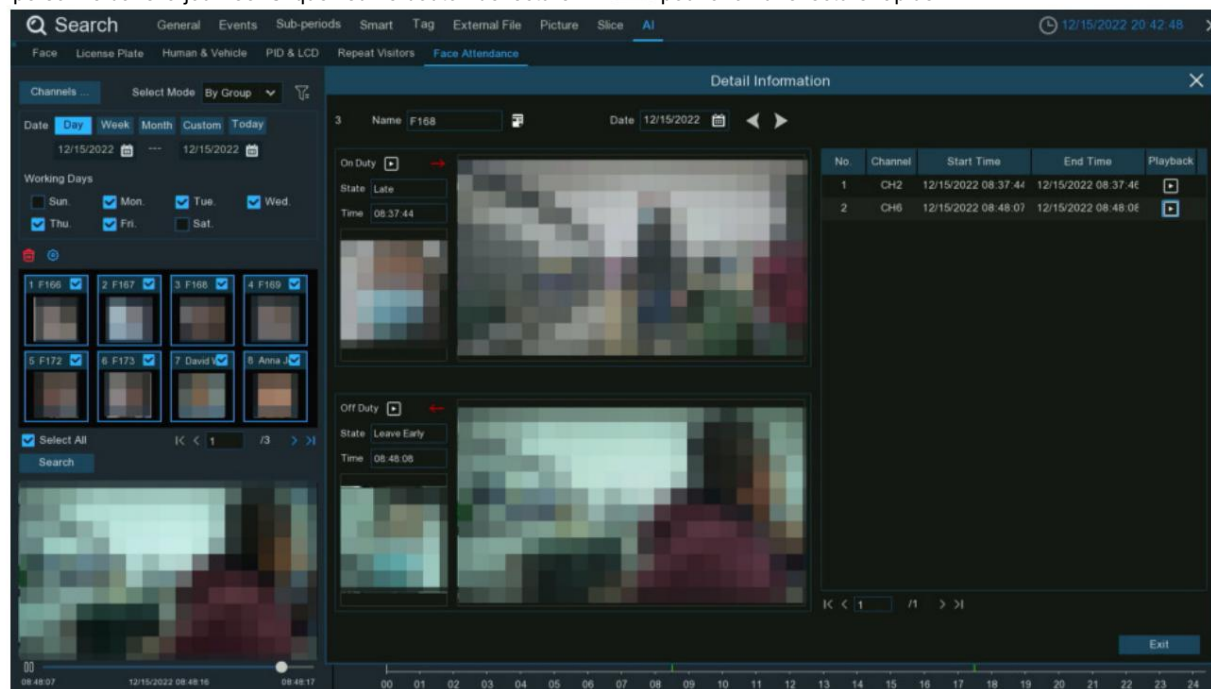 Search General Events Sub-periods Smart Tag External File Picture Slice AI 12/15/2022 20:42:48
Face License Plate Human & Vehicle PID & LCD Repeat Visitors Face Attendance
Detail Information
Channels ... Select Mode By Group
Date Day Week Month Custom Today
12/15/2022 --- 12/15/2022
Working Days
Sun. Mon. Tue. Wed.
Thu. Fri. Sat.
1 F166 2 F167 3 F168 4 F169
5 F172 6 F173 7 David 8 Anna J
Select All 1 /3
Search
08:48:07 12/15/2022 08:48:16 08:48:17
3 Name F168 Date 12/15/2022
On Duty
State Late
Time 08:37:44
Off Duty
State Leave Early
Time 08:48:08
No. Channel Start Time End Time Playback
1 CH2 12/15/2022 08:37:44 12/15/2022 08:37:46
2 CH6 12/15/2022 08:48:07 12/15/2022 08:48:08
1 /1
Exit
00 01 02 03 04 05 06 07 08 09 10 11 12 13 14 15 16 17 18 19 20 21 22 23 24